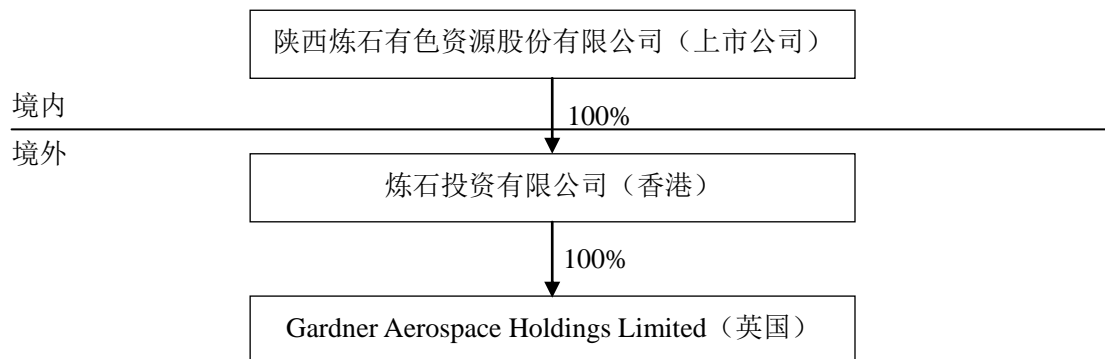 陕西炼石有色资源股份有限公司（上市公司）
境内
100%
境外
炼石投资有限公司（香港）
100%
Gardner Aerospace Holdings Limited（英国）